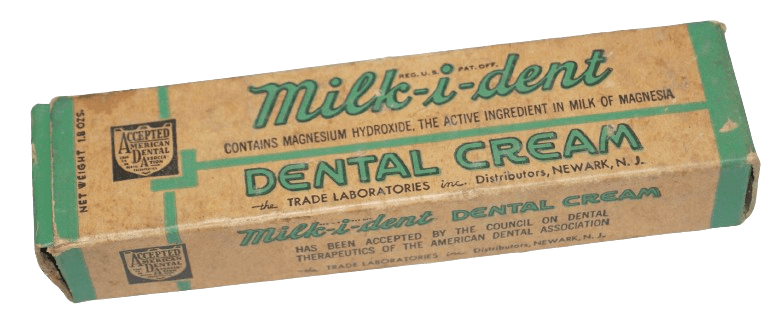 REG. U.S. PAT. OFF.
Milk-i-dent
CONTAINS MAGNESIUM HYDROXIDE, THE ACTIVE INGREDIENT IN MILK OF MAGNESIA
DENTAL CREAM
the TRADE LABORATORIES inc. Distributors, NEWARK, N. J.
NET WEIGHT 1.8 OZS.
ACCEPTED
AMERICAN
DENTAL
ASSOCIATION
Milk-i-dent DENTAL CREAM
HAS BEEN ACCEPTED BY THE COUNCIL ON DENTAL
THERAPEUTICS OF THE AMERICAN DENTAL ASSOCIATION
the TRADE LABORATORIES inc. Distributors, NEWARK, N. J.
ACCEPTED
AMERICAN
DENTAL